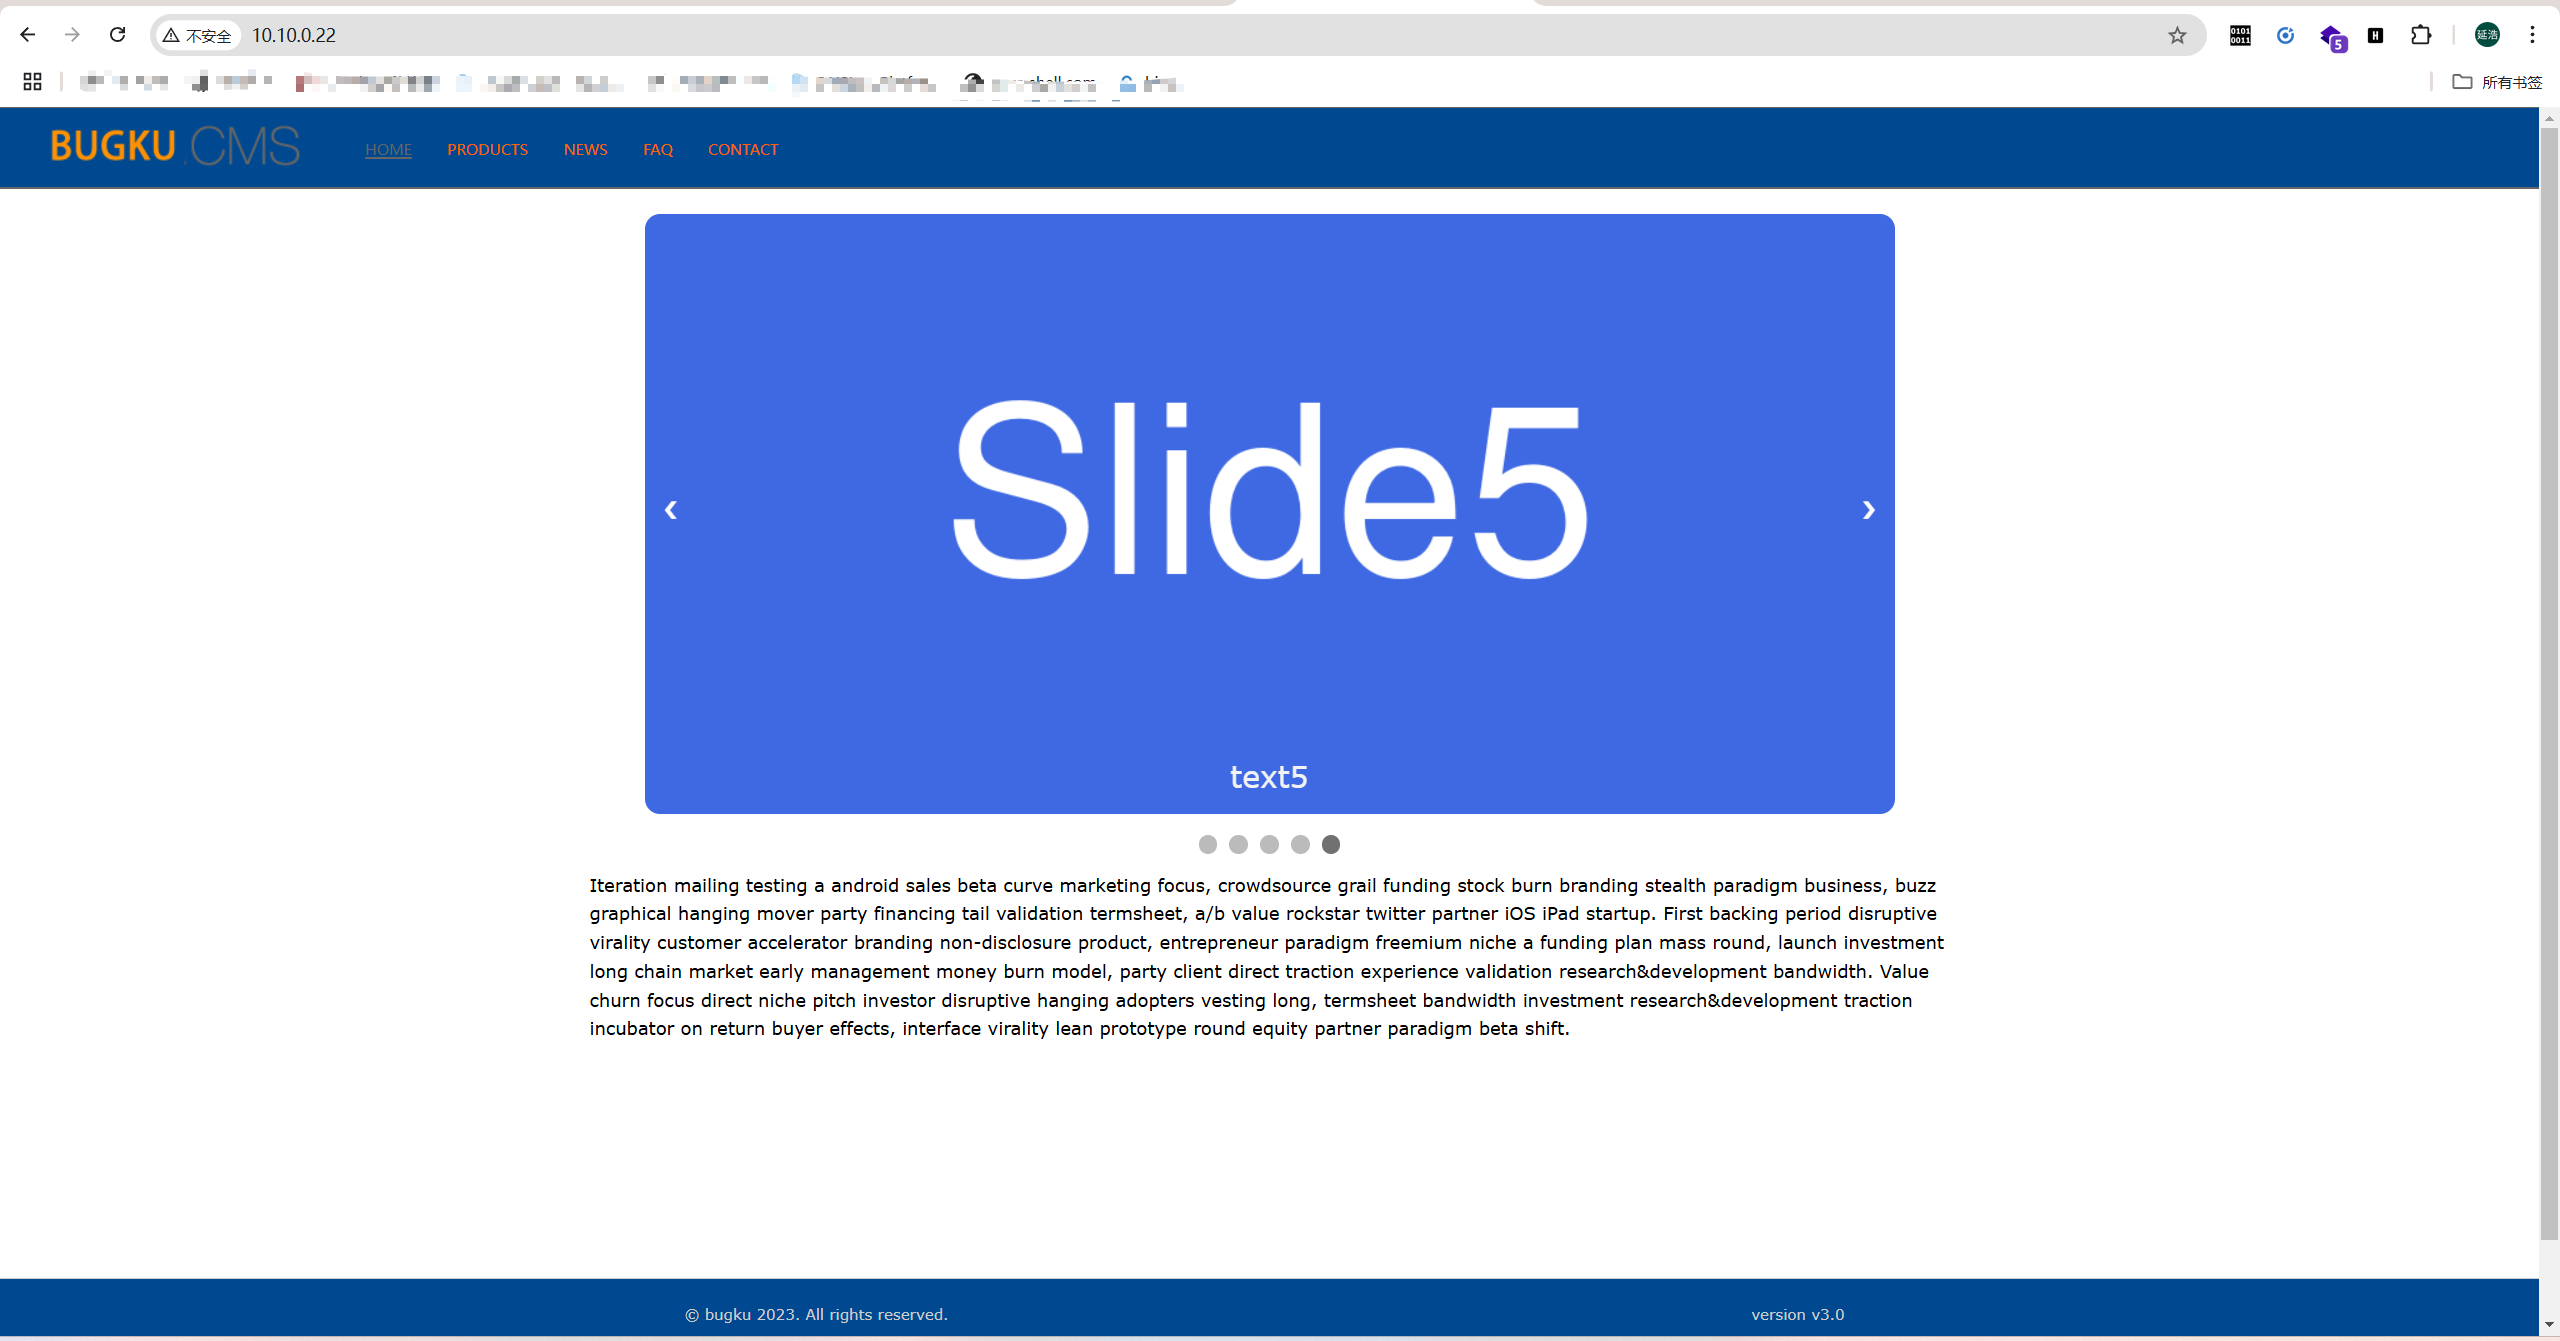 不安全 10.10.0.22
0101
0011
5
H
延浩
所有书签
BUGKU.CMS HOME PRODUCTS NEWS FAQ CONTACT
Slide5
‹ ›
text5
Iteration mailing testing a android sales beta curve marketing focus, crowdsource grail funding stock burn branding stealth paradigm business, buzz
graphical hanging mover party financing tail validation termsheet, a/b value rockstar twitter partner iOS iPad startup. First backing period disruptive
virality customer accelerator branding non-disclosure product, entrepreneur paradigm freemium niche a funding plan mass round, launch investment
long chain market early management money burn model, party client direct traction experience validation research&development bandwidth. Value
churn focus direct niche pitch investor disruptive hanging adopters vesting long, termsheet bandwidth investment research&development traction
incubator on return buyer effects, interface virality lean prototype round equity partner paradigm beta shift.
© bugku 2023. All rights reserved. version v3.0